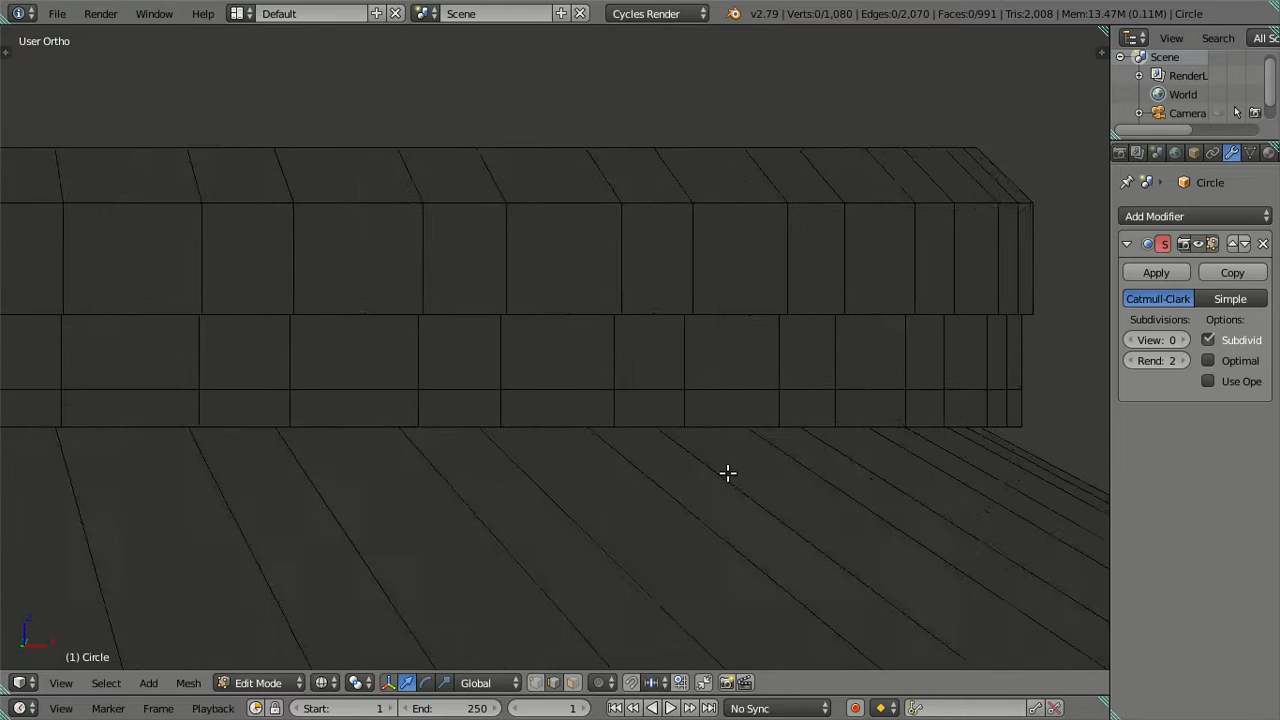 File Render Window Help Default Scene Cycles Render v2.79 | Verts:0/1,080 | Edges:0/2,070 | Faces:0/991 | Tris:2,008 | Mem:13.47M (0.11M) | Circle
User Ortho
View Search All Sc
Scene
RenderL
World
Camera
Circle
Add Modifier
S
Apply Copy
Catmull-Clark Simple
Subdivisions: Options:
View: 0 Subdivid
Rend: 2 Optimal
Use Ope
(1) Circle
View Select Add Mesh Edit Mode Global
View Marker Frame Playback Start: 1 End: 250 1 No Sync